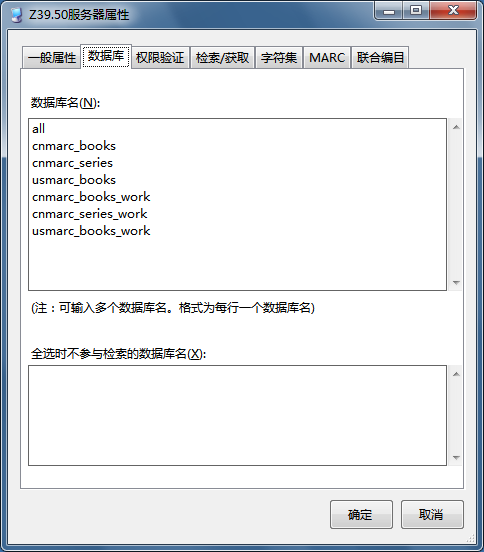 Z39.50服务器属性
一般属性 数据库 权限验证 检索/获取 字符集 MARC 联合编目
数据库名(N):
all
cnmarc_books
cnmarc_series
usmarc_books
cnmarc_books_work
cnmarc_series_work
usmarc_books_work
(注：可输入多个数据库名。格式为每行一个数据库名)
全选时不参与检索的数据库名(X):
确定 取消